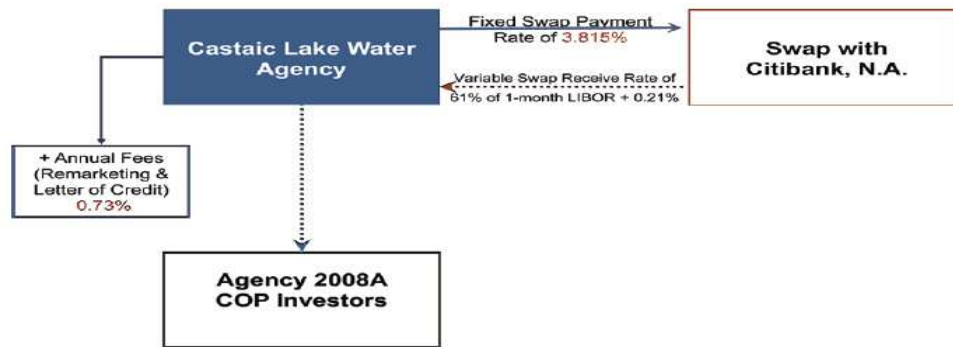 Castaic Lake Water
Agency
Fixed Swap Payment
Rate of 3.815%
Variable Swap Receive Rate of
61% of 1-month LIBOR + 0.21%
Swap with
Citibank, N.A.
+ Annual Fees
(Remarketing &
Letter of Credit)
0.73%
Agency 2008A
COP Investors